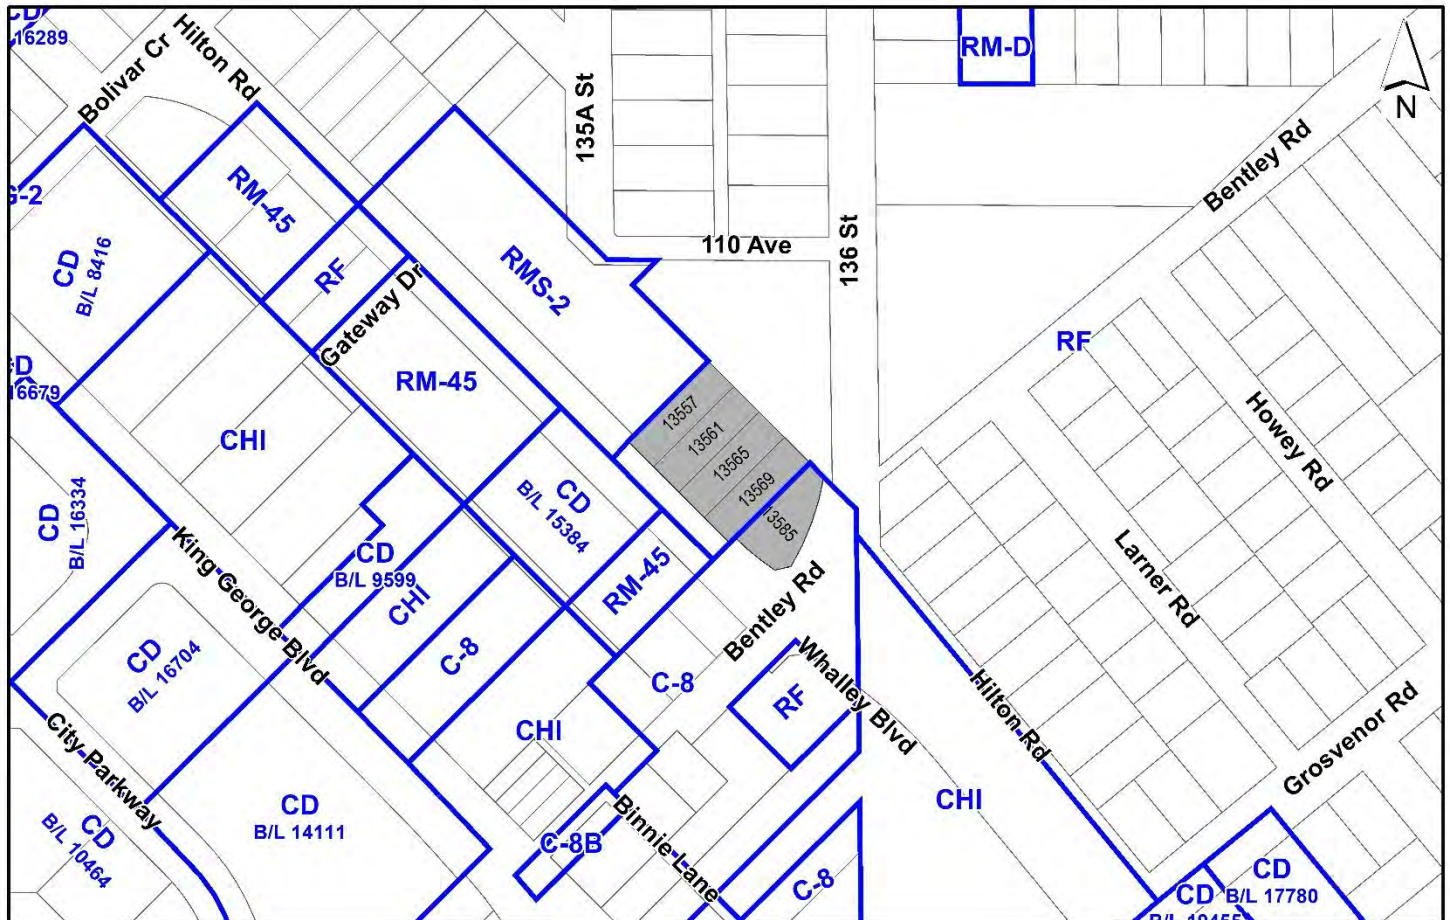 CD
16289
Bolivar Cr
Hilton Rd
RM-D
N
135A St
Bentley Rd
RM-45
G-2
CD
B/L 8416
110 Ave
136 St
RF
RMS-2
Gateway Dr
RF
CD
16679
RM-45
13557
13561
13565
13569
13585
Howey Rd
CHI
CD
B/L 16334
CD
B/L 15384
King George Blvd
CD
B/L 9599
CHI
RM-45
Larner Rd
C-8
Bentley Rd
CD
B/L 16704
C-8
RF
Whalley Blvd
Hilton Rd
Grosvenor Rd
City Parkway
CHI
CHI
CD
B/L 14111
CD
B/L 10464
C-8B
Binnie Lane
C-8
CD
B/L 17780
CD